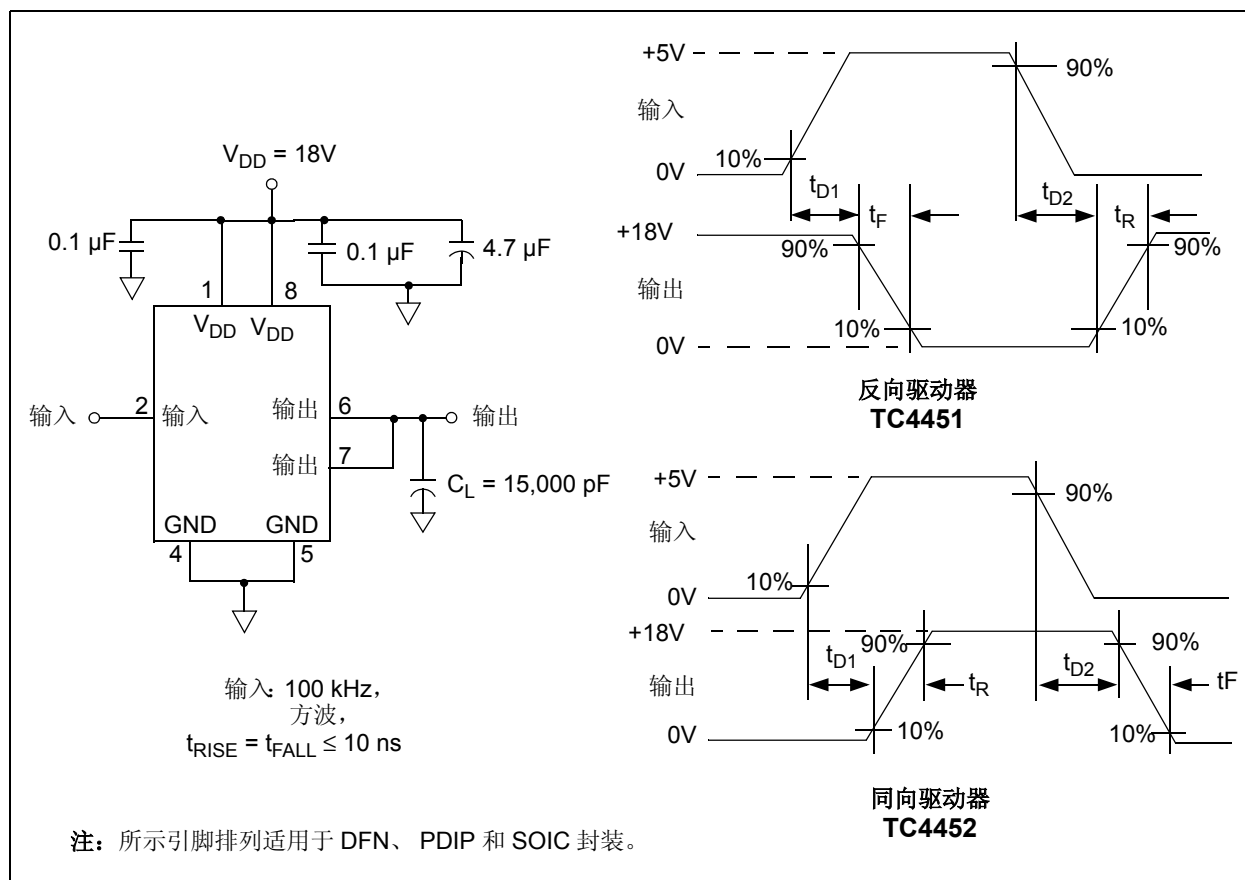 V_DD = 18V
0.1 µF
0.1 µF
4.7 µF
1
8
V_DD
V_DD
输入
2
输入
输出
6
输出
输出
7
C_L = 15,000 pF
GND
GND
4
5
输入: 100 kHz，
方波，
t_RISE = t_FALL ≤ 10 ns
+5V
90%
输入
10%
0V
t_D1
t_F
t_D2
t_R
+18V
90%
90%
输出
10%
10%
0V
反向驱动器
TC4451
+5V
90%
输入
10%
0V
+18V
t_D1
90%
t_D2
90%
输出
t_R
tF
0V
10%
10%
同向驱动器
TC4452
注：所示引脚排列适用于 DFN、 PDIP 和 SOIC 封装。